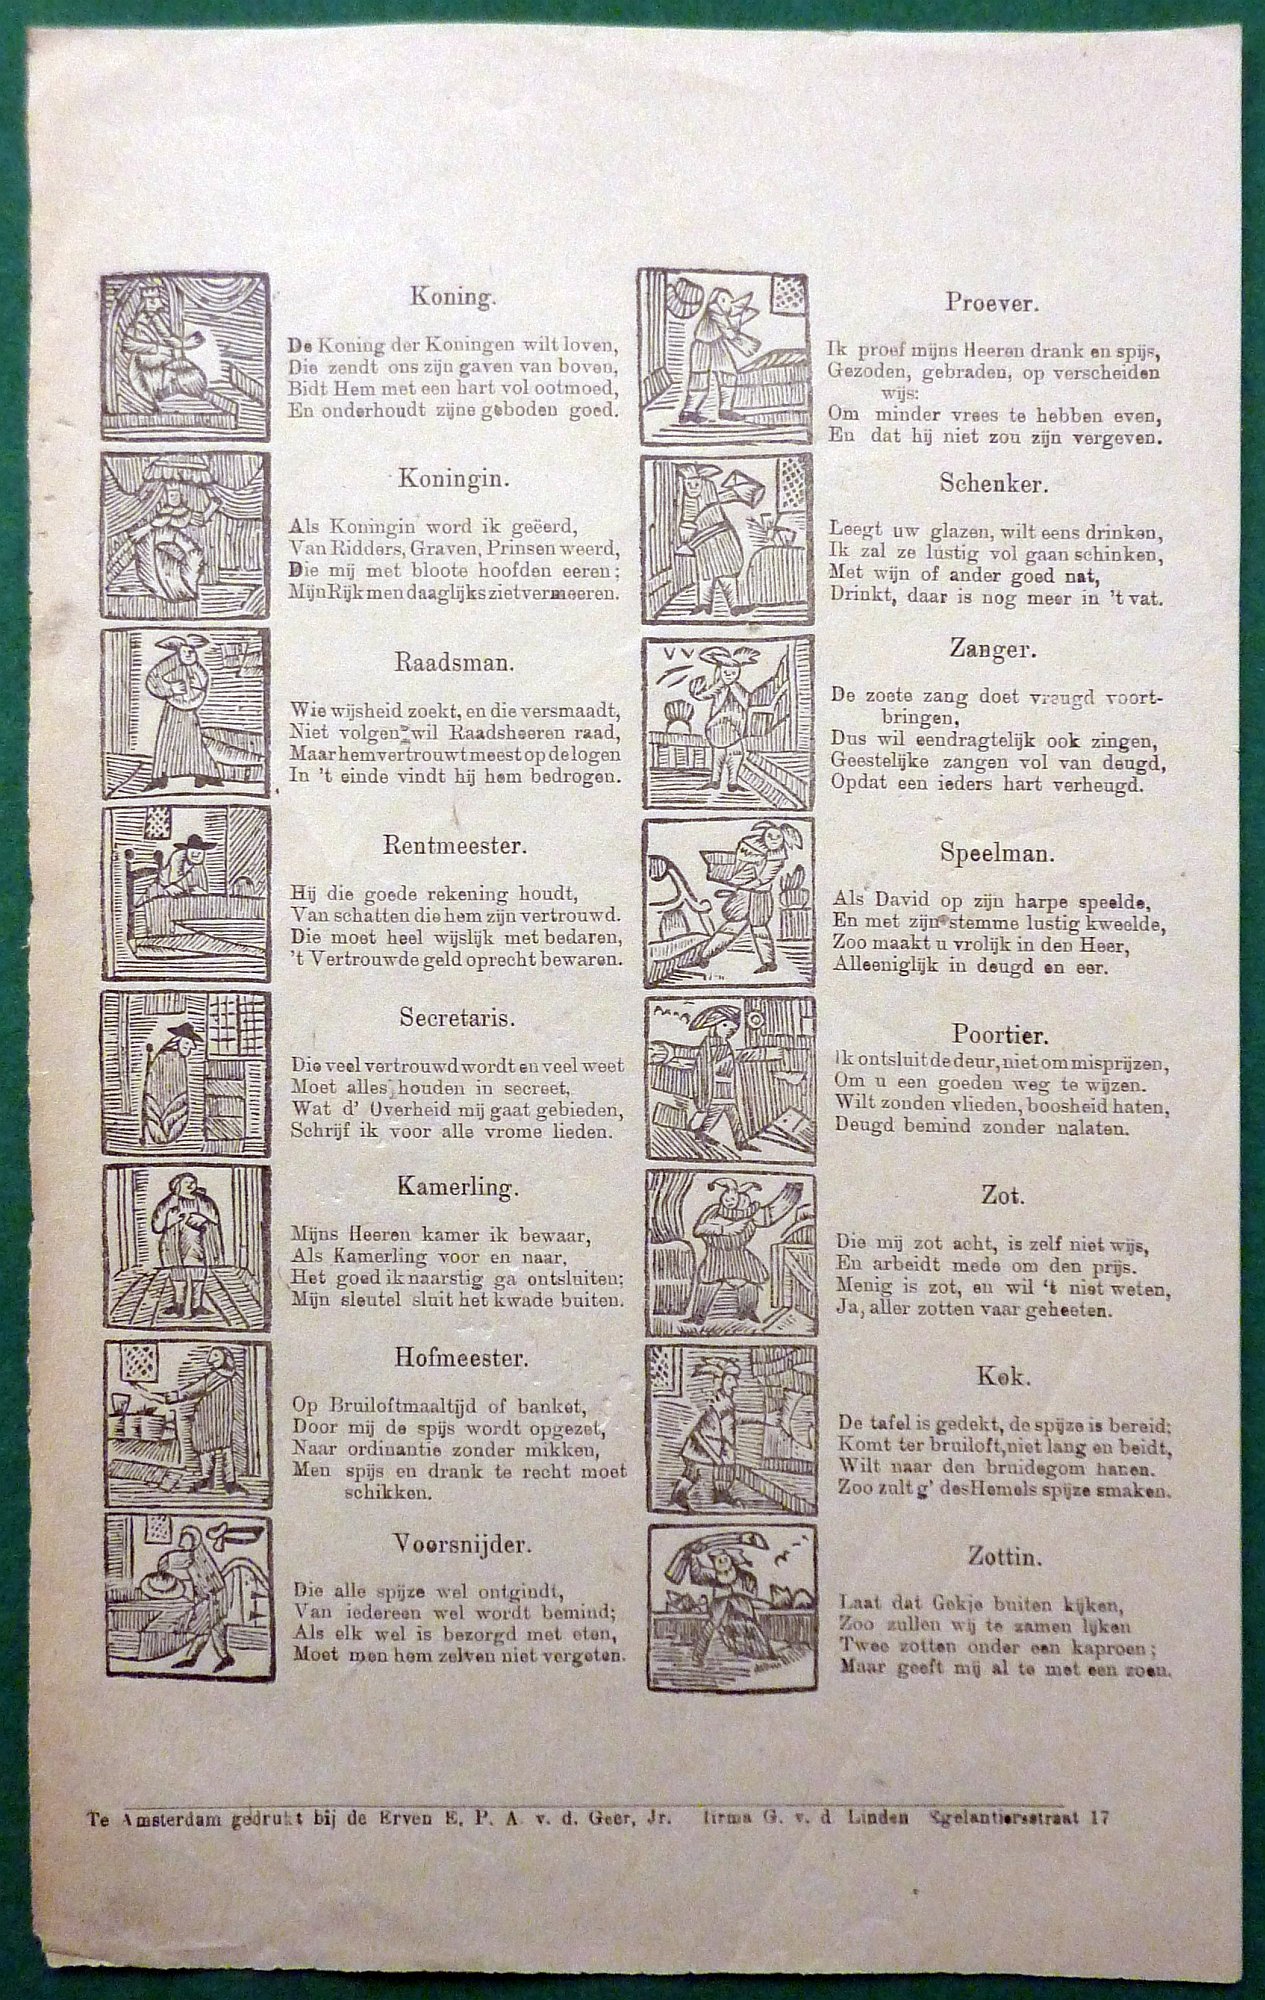 Koning.
De Koning der Koningen wilt loven,
Die zendt ons zijn gaven van boven,
Bidt Hem met een hart vol ootmoed,
En onderhoudt zijne geboden goed.
Koningin.
Als Koningin word ik geëerd,
Van Ridders, Graven, Prinsen weerd,
Die mij met bloote hoofden eeren;
Mijn Rijk men daaglijks ziet vermeeren.
Raadsman.
Wie wijsheid zoekt, en die versmaadt,
Niet volgen wil Raadsheeren raad,
Maar hem vertrouwt meest op de logen
In 't einde vindt hij hem bedrogen.
Rentmeester.
Hij die goede rekening houdt,
Van schatten die hem zijn vertrouwd.
Die moet heel wijslijk met bedaren,
't Vertrouwde geld oprecht bewaren.
Secretaris.
Die veel vertrouwd wordt en veel weet
Moet alles houden in secreet,
Wat d' Overheid mij gaat gebieden,
Schrijf ik voor alle vrome lieden.
Kamerling.
Mijns Heeren kamer ik bewaar,
Als Kamerling voor en naar,
Het goed ik naarstig ga ontsluiten;
Mijn sleutel sluit het kwade buiten.
Hofmeester.
Op Bruiloftmaaltijd of banket,
Door mij de spijs wordt opgezet,
Naar ordinantie zonder mikken,
Men spijs en drank te recht moet
schikken.
Voorsnijder.
Die alle spijze wel ontgindt,
Van iedereen wel wordt bemind;
Als elk wel is bezorgd met eten,
Moet men hem zelven niet vergeten.
Proever.
Ik proef mijns Heeren drank en spijs,
Gezoden, gebraden, op verscheiden
wijs:
Om minder vrees te hebben even,
En dat hij niet zou zijn vergeven.
Schenker.
Leegt uw glazen, wilt eens drinken,
Ik zal ze lustig vol gaan schinken,
Met wijn of ander goed nat,
Drinkt, daar is nog meer in 't vat.
Zanger.
De zoete zang doet vreugd voort-
bringen,
Dus wil eendragtelijk ook zingen,
Geestelijke zangen vol van deugd,
Opdat een ieders hart verheugd.
Speelman.
Als David op zijn harpe speelde,
En met zijn stemme lustig kweelde,
Zoo maakt u vrolijk in den Heer,
Alleeniglijk in deugd en eer.
Poortier.
Ik ontsluit de deur, niet om misprijzen,
Om u een goeden weg te wijzen.
Wilt zonden vlieden, boosheid haten,
Deugd bemind zonder nalaten.
Zot.
Die mij zot acht, is zelf niet wijs,
En arbeidt mede om den prijs.
Menig is zot, en wil 't niet weten,
Ja, aller zotten vaar geheeten.
Kok.
De tafel is gedekt, de spijze is bereid;
Komt ter bruiloft, niet lang en beidt,
Wilt naar den bruidegom haken.
Zoo zult g' des Hemels spijze smaken.
Zottin.
Laat dat Gekje buiten kijken,
Zoo zullen wij te zamen lijken
Twee zotten onder een kaproen;
Maar geeft mij al te met een zoen.
Te Amsterdam gedrukt bij de Erven E. P. A. v. d. Geer, Jr. firma G. v. d Linden Egelantiersstraat 17